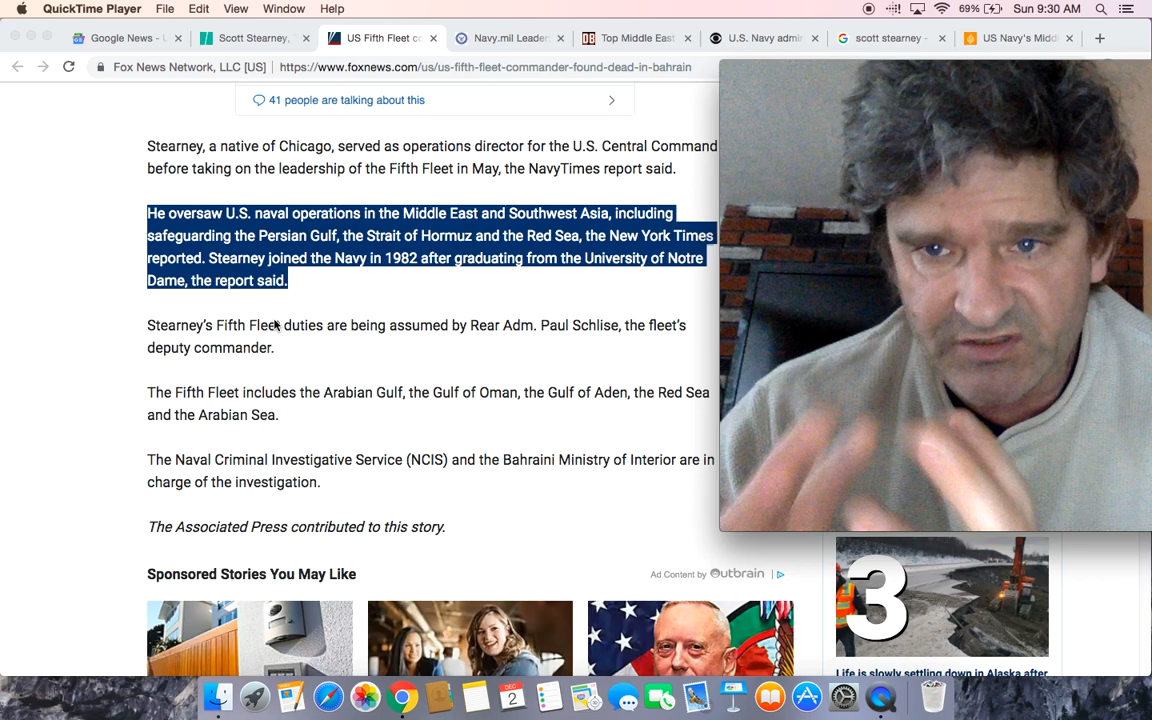 QuickTime Player File Edit View Window Help 69% Sun 9:30 AM
Google News - U
Scott Stearney,
US Fifth Fleet co
Navy.mil Leader
Top Middle East
U.S. Navy admir
scott stearney -
US Navy's Midd
Fox News Network, LLC [US] https://www.foxnews.com/us/us-fifth-fleet-commander-found-dead-in-bahrain
41 people are talking about this
Stearney, a native of Chicago, served as operations director for the U.S. Central Command
before taking on the leadership of the Fifth Fleet in May, the NavyTimes report said.
He oversaw U.S. naval operations in the Middle East and Southwest Asia, including
safeguarding the Persian Gulf, the Strait of Hormuz and the Red Sea, the New York Times
reported. Stearney joined the Navy in 1982 after graduating from the University of Notre
Dame, the report said.
Stearney’s Fifth Fleet duties are being assumed by Rear Adm. Paul Schlise, the fleet’s
deputy commander.
The Fifth Fleet includes the Arabian Gulf, the Gulf of Oman, the Gulf of Aden, the Red Sea
and the Arabian Sea.
The Naval Criminal Investigative Service (NCIS) and the Bahraini Ministry of Interior are in
charge of the investigation.
The Associated Press contributed to this story.
Sponsored Stories You May Like
Ad Content by Outbrain
3
Life is slowly settling down in Alaska after
DEC
2